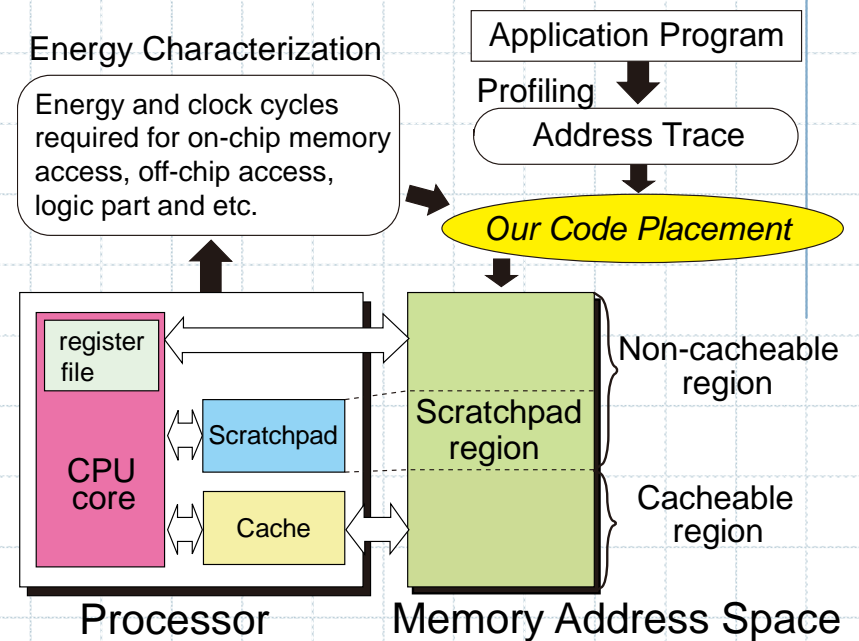 Energy Characterization
Energy and clock cycles
required for on-chip memory
access, off-chip access,
logic part and etc.
Application Program
Profiling
Address Trace
Our Code Placement
register
file
CPU
core
Scratchpad
Cache
Processor
Scratchpad
region
Non-cacheable
region
Cacheable
region
Memory Address Space